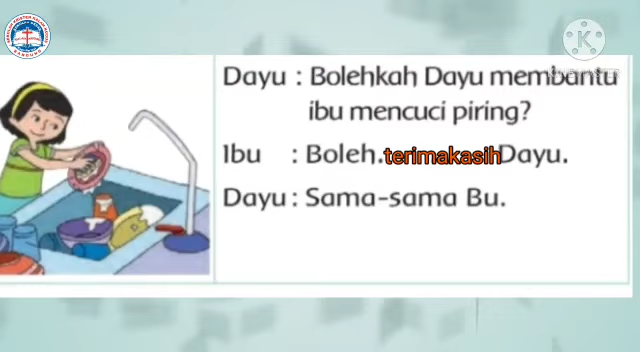 Dayu : Bolehkah Dayu membantu
ibu mencuci piring?
Ibu : Boleh. terimakasih Dayu.
Dayu : Sama-sama Bu.